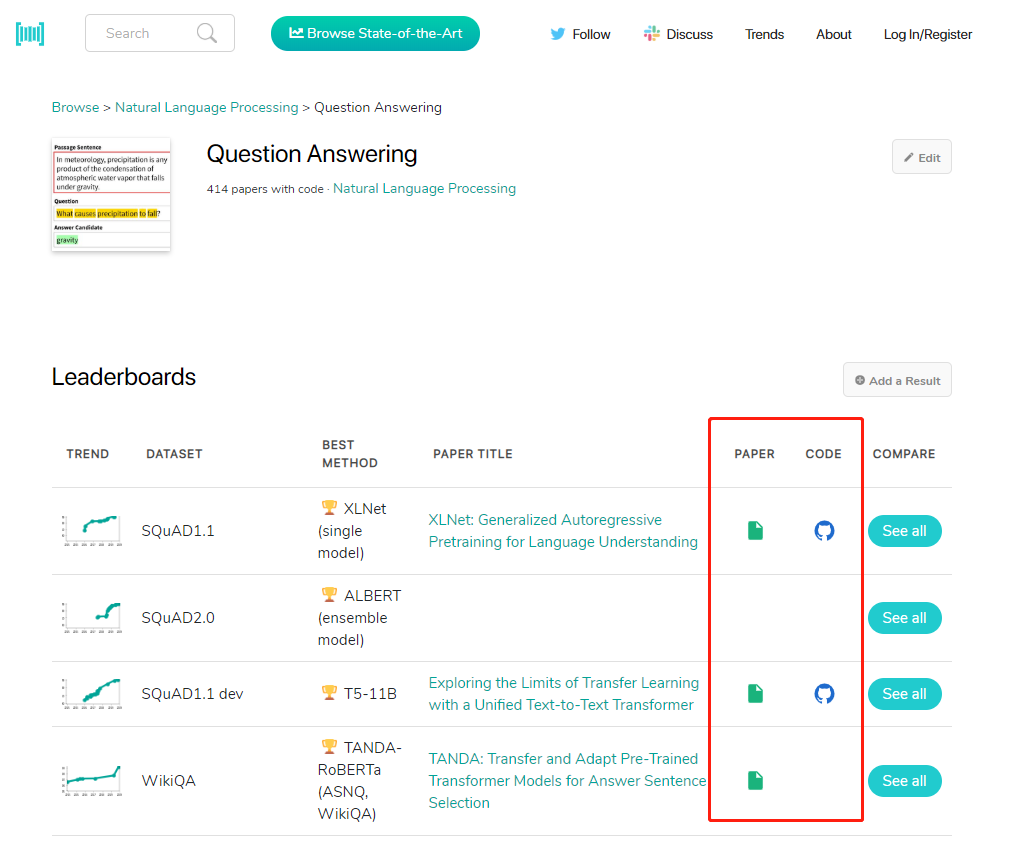 Search
Browse State-of-the-Art
Follow
Discuss
Trends
About
Log In/Register
Browse > Natural Language Processing > Question Answering
Passage Sentence
In meteorology, precipitation is any
product of the condensation of
atmospheric water vapor that falls
under gravity.
Question
What causes precipitation to fall?
Answer Candidate
gravity
Question Answering
414 papers with code · Natural Language Processing
Edit
Leaderboards
Add a Result
TREND
DATASET
BEST
METHOD
PAPER TITLE
PAPER
CODE
COMPARE
SQuAD1.1
XLNet
(single
model)
XLNet: Generalized Autoregressive
Pretraining for Language Understanding
See all
SQuAD2.0
ALBERT
(ensemble
model)
See all
SQuAD1.1 dev
T5-11B
Exploring the Limits of Transfer Learning
with a Unified Text-to-Text Transformer
See all
WikiQA
TANDA-
RoBERTa
(ASNQ,
WikiQA)
TANDA: Transfer and Adapt Pre-Trained
Transformer Models for Answer Sentence
Selection
See all